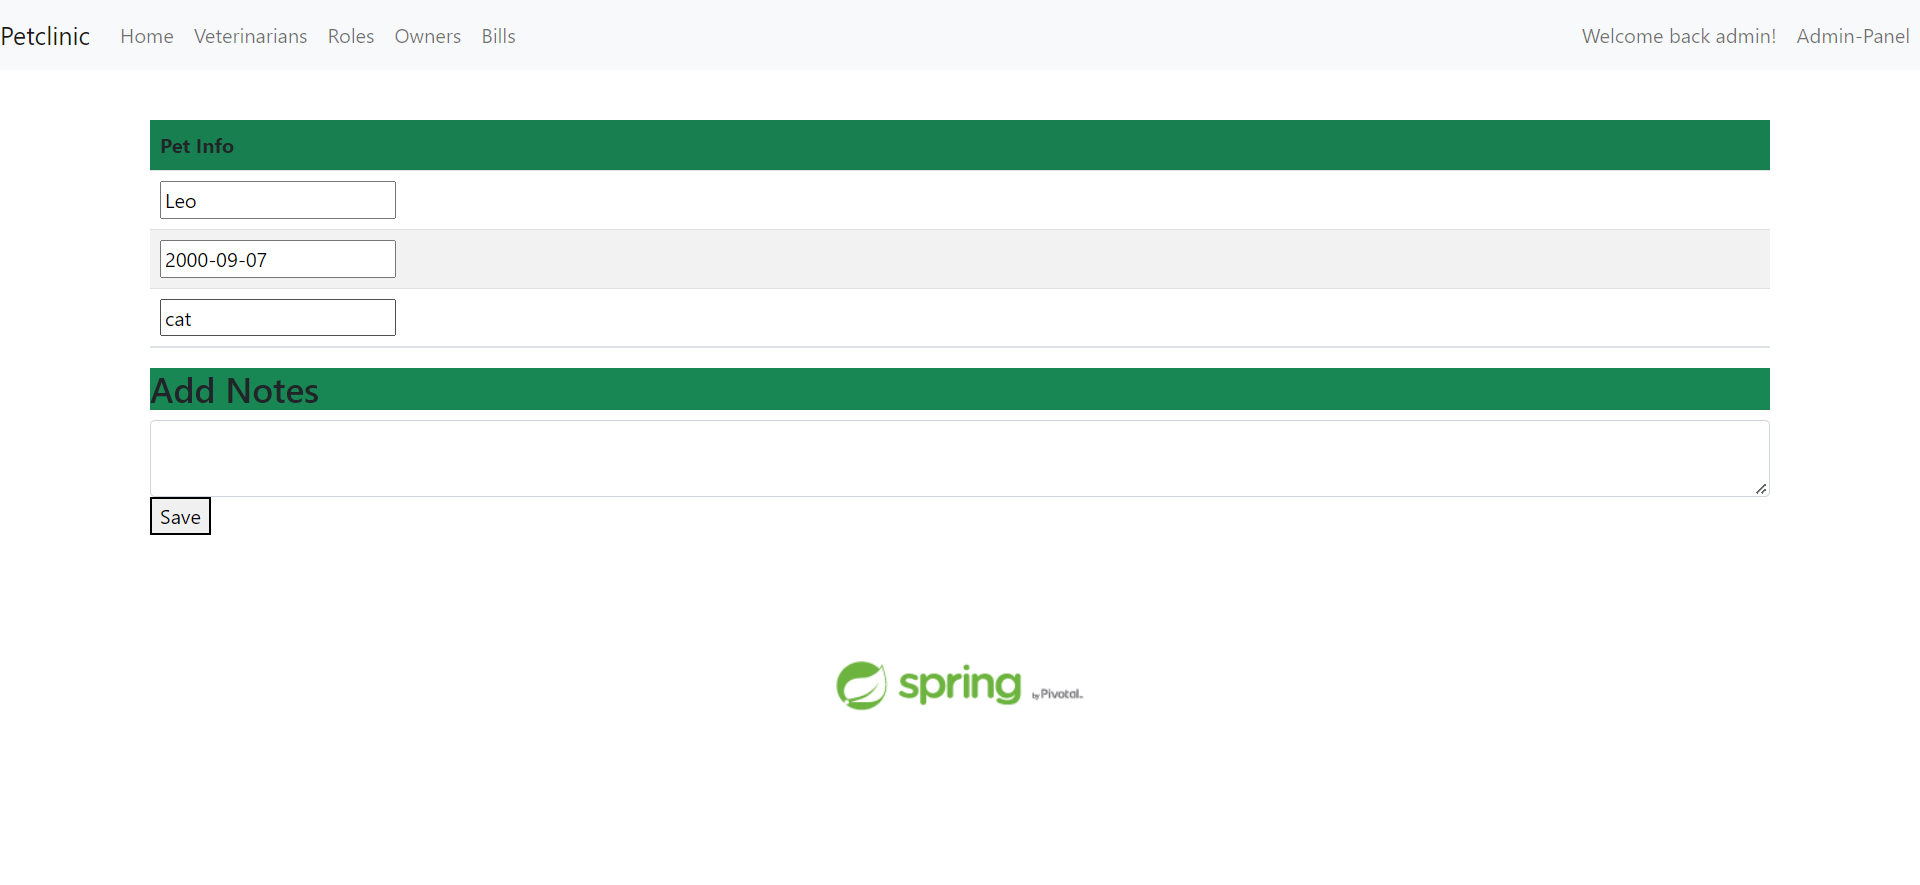 Petclinic Home Veterinarians Roles Owners Bills Welcome back admin! Admin-Panel
Pet Info
Leo
2000-09-07
cat
Add Notes
Save
spring by Pivotal™